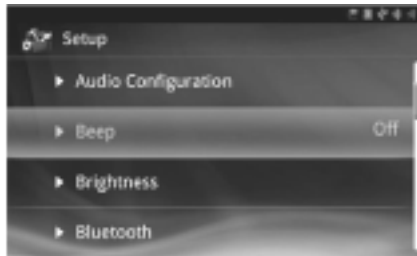 Setup
Audio Configuration
Beep Off
Brightness
Bluetooth